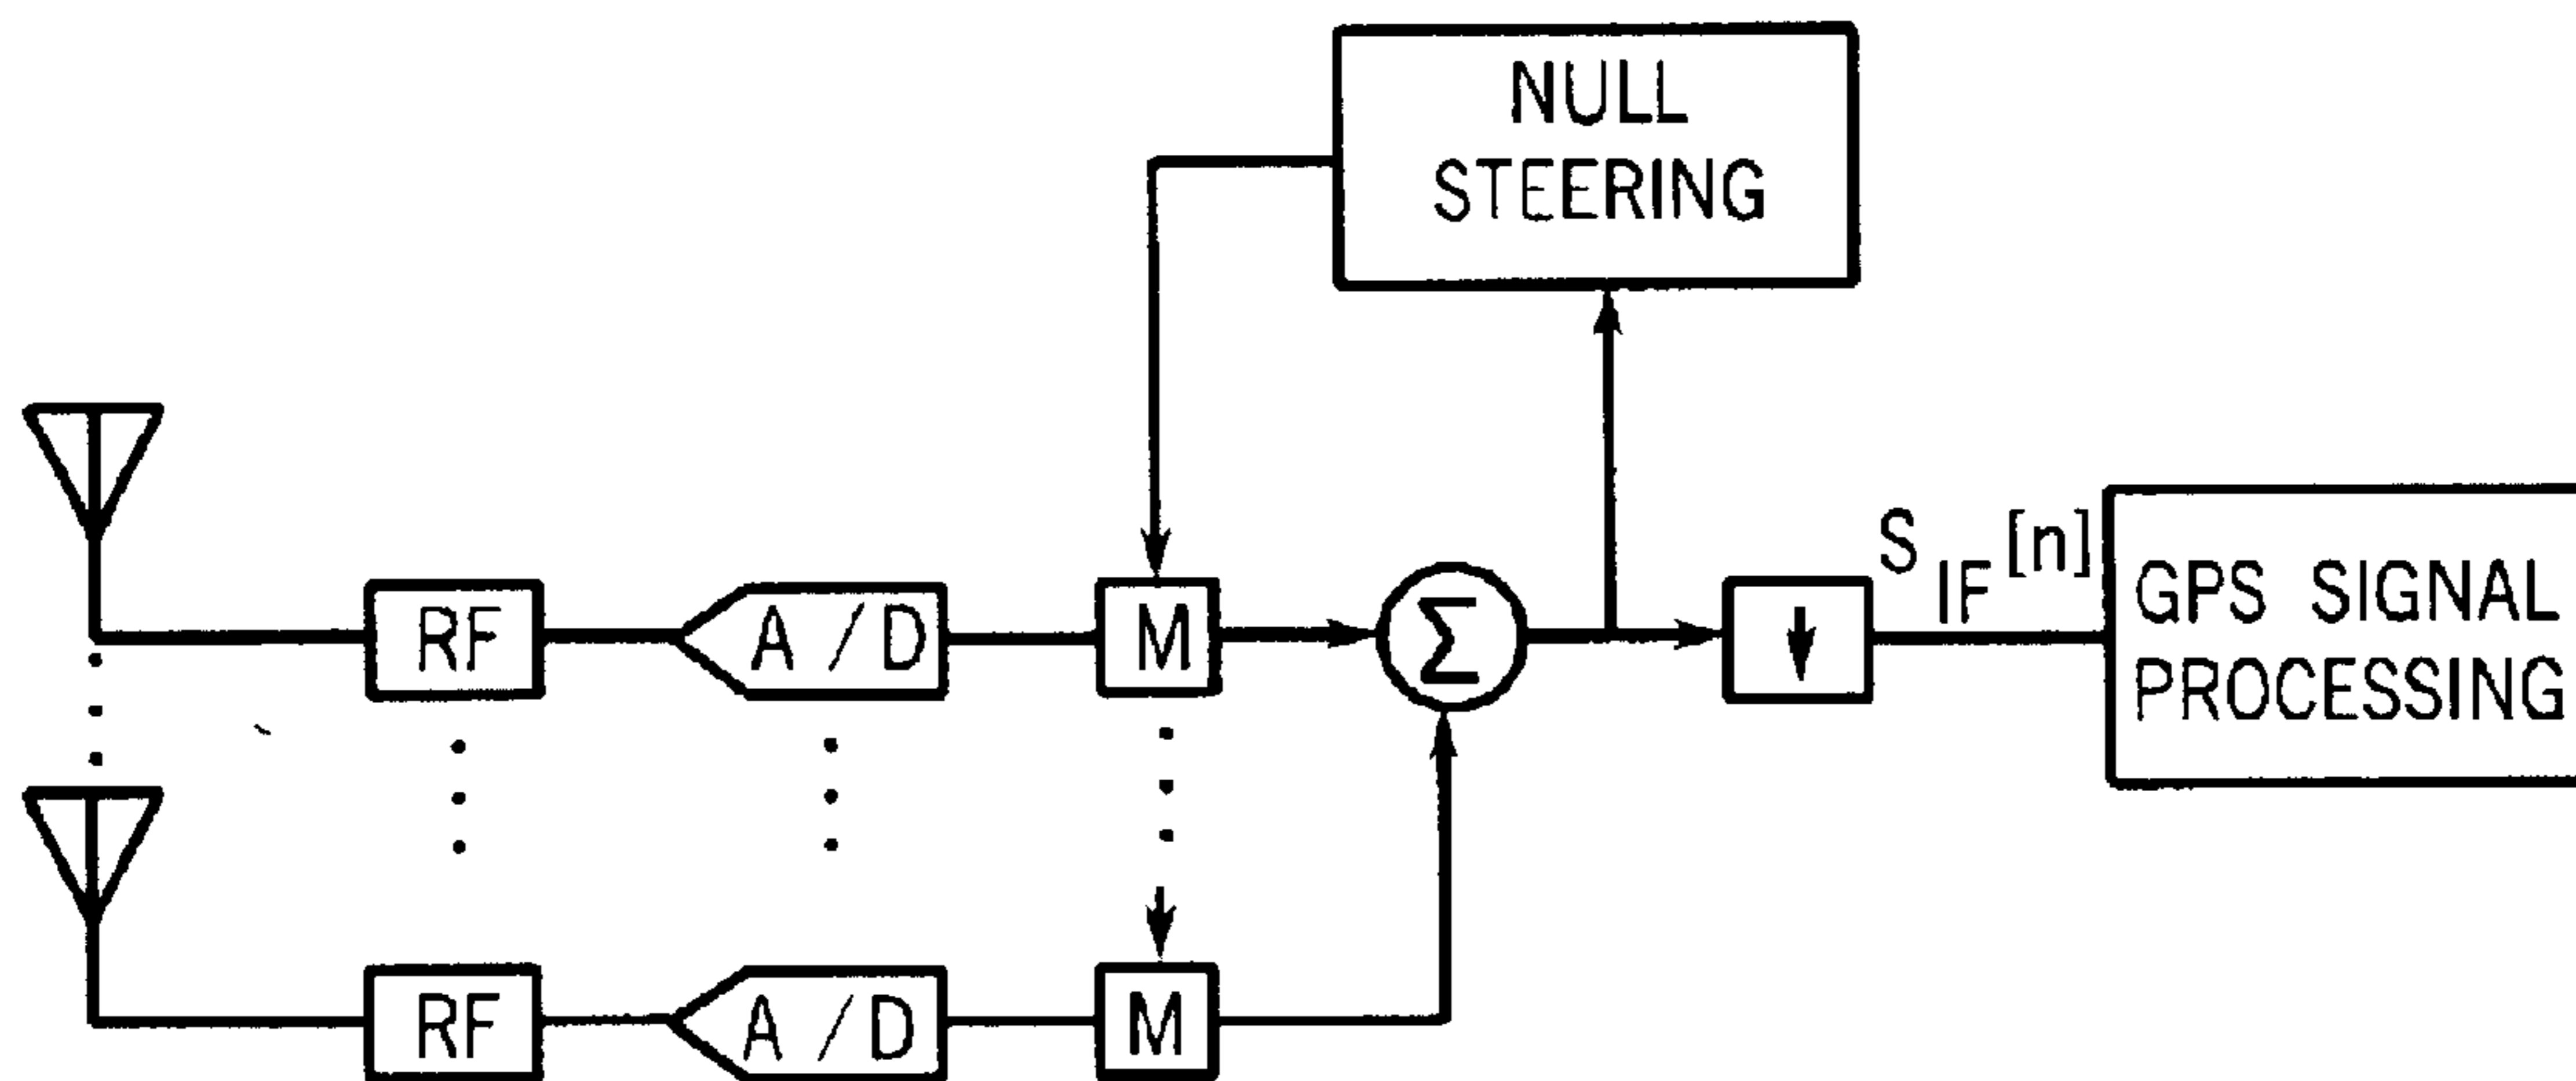 NULL
STEERING
RF
A / D
M
Σ
↓
S IF [n]
GPS SIGNAL
PROCESSING
RF
A / D
M